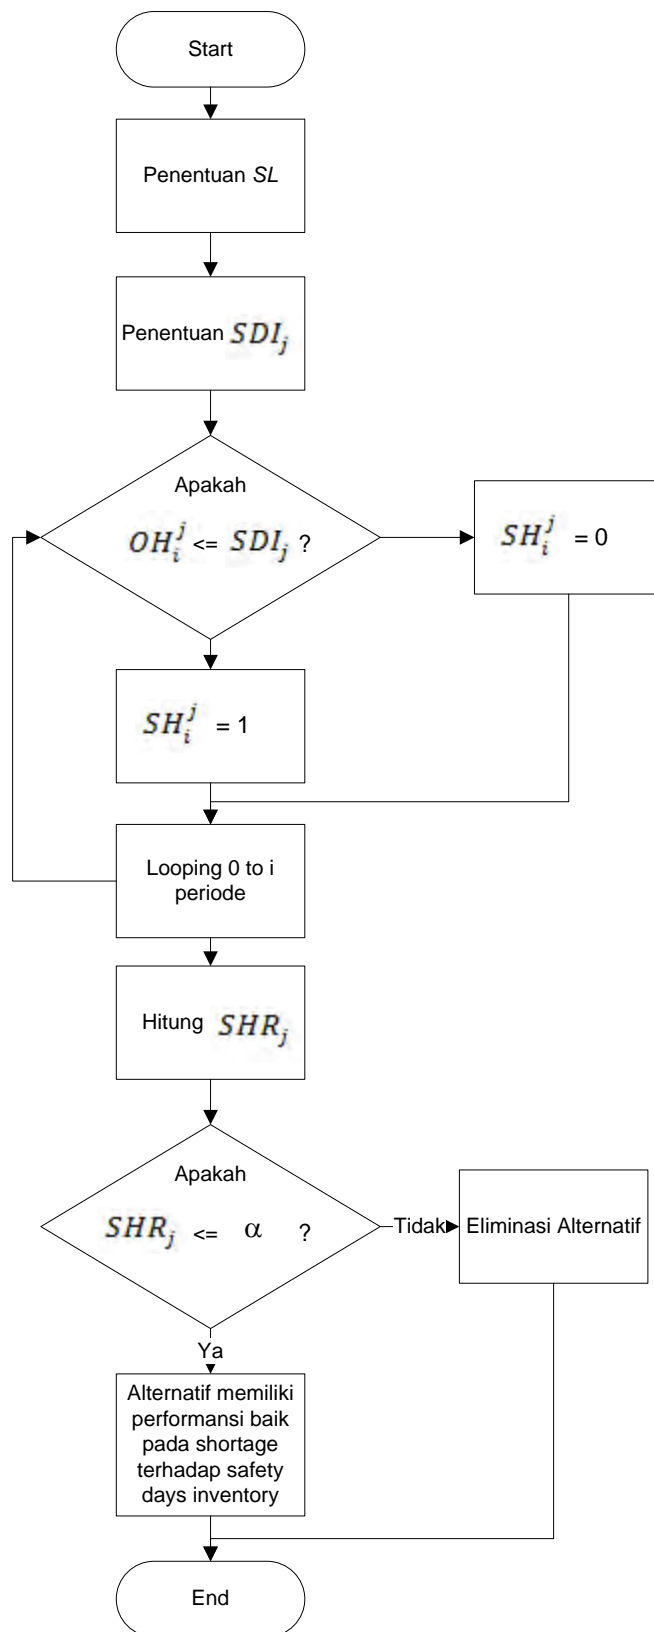 Start
Penentuan SL
Penentuan SDI_j
Apakah
OH_i^j <= SDI_j ?
SH_i^j = 0
SH_i^j = 1
Looping 0 to i
periode
Hitung SHR_j
Apakah
SHR_j <= α ?
Tidak
Eliminasi Alternatif
Ya
Alternatif memiliki
performansi baik
pada shortage
terhadap safety
days inventory
End